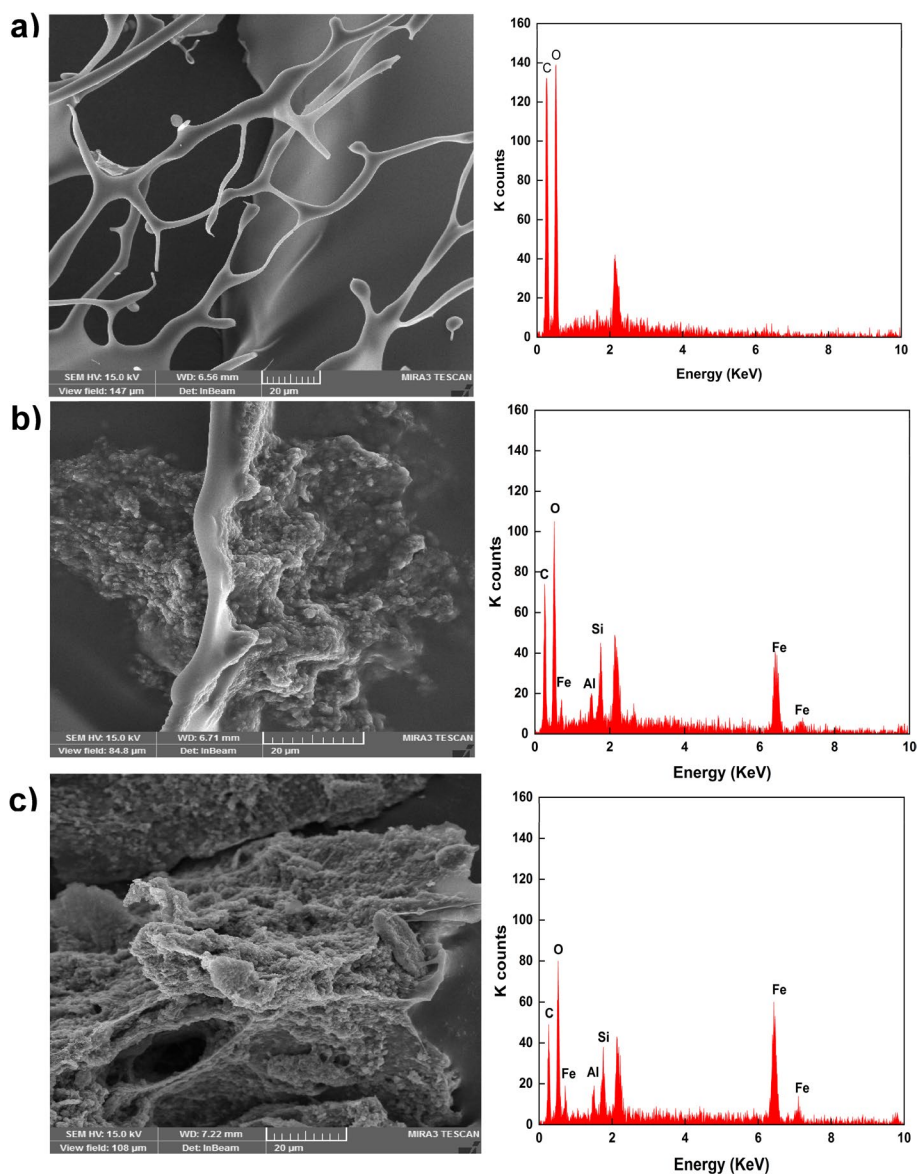 a)
SEM HV: 15.0 kV WD: 6.56 mm MIRA3 TESCAN
View field: 147 µm Det: InBeam 20 µm
160
140
120
100
80
60
40
20
0
K counts
C O
0 2 4 6 8 10
Energy (KeV)
b)
SEM HV: 15.0 kV WD: 6.71 mm MIRA3 TESCAN
View field: 84.8 µm Det: InBeam 20 µm
160
140
120
100
80
60
40
20
0
K counts
O
C
Si
Fe
Fe Al
Fe
0 2 4 6 8 10
Energy (KeV)
c)
SEM HV: 15.0 kV WD: 7.22 mm MIRA3 TESCAN
View field: 108 µm Det: InBeam 20 µm
160
140
120
100
80
60
40
20
0
K counts
O
Fe
C
Si
Fe Al
Fe
0 2 4 6 8 10
Energy (KeV)